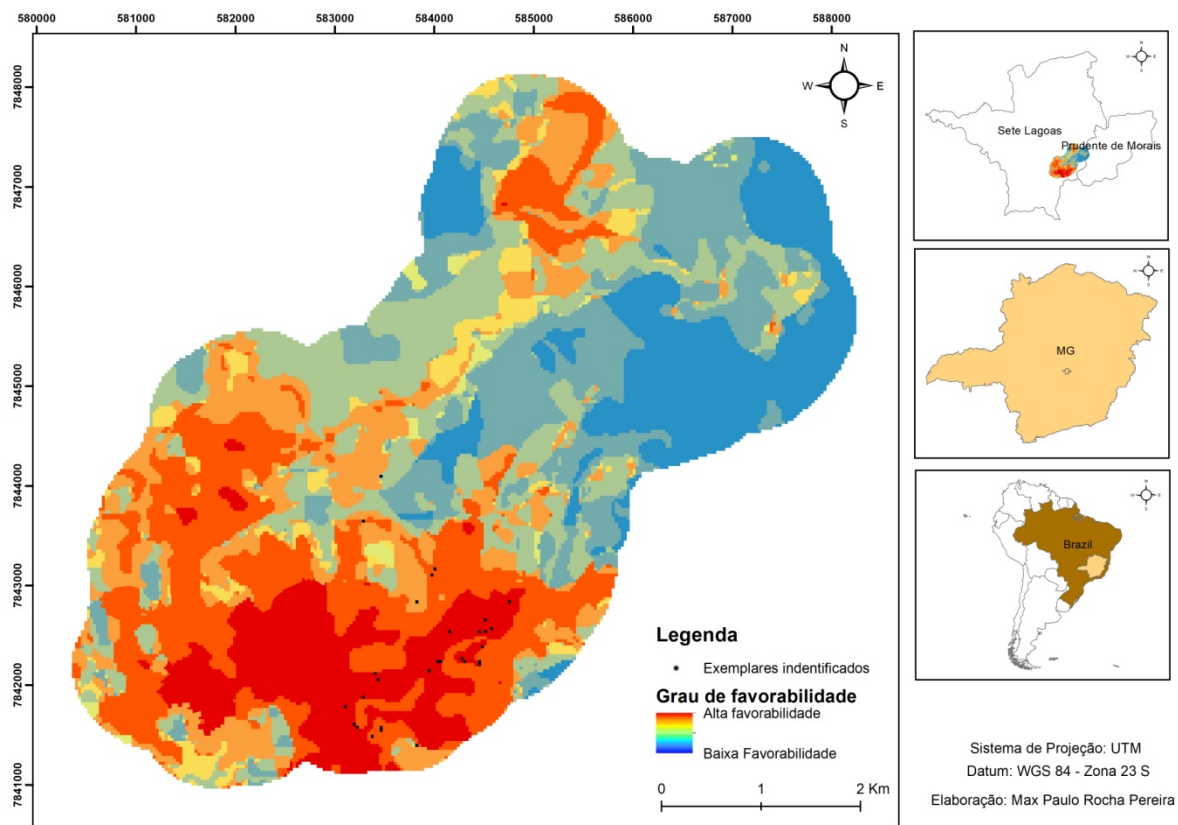 580000 581000 582000 583000 584000 585000 586000 587000 588000
7848000
7847000
7846000
7845000
7844000
7843000
7842000
7841000
N
W E
S
Legenda
Exemplares indentificados
Grau de favorabilidade
Alta favorabilidade
Baixa Favorabilidade
0 1 2 Km
N
W E
S
Sete Lagoas
Prudente de Morais
N
W E
S
MG
N
W E
S
Brazil
Sistema de Projeção: UTM
Datum: WGS 84 - Zona 23 S
Elaboração: Max Paulo Rocha Pereira